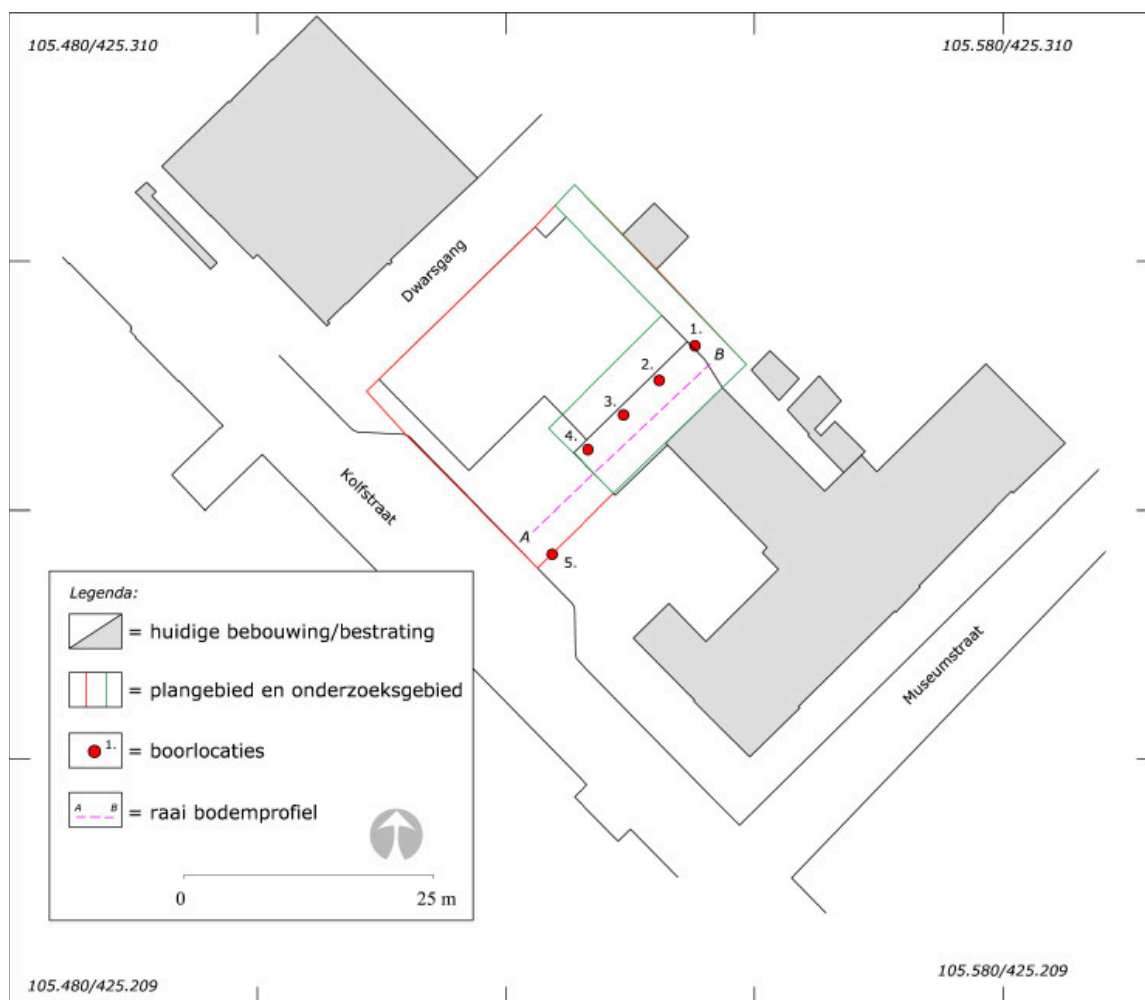 105.480/425.310
105.580/425.310
Dwarsgang
1.
B
2.
3.
4.
Kolfstraat
A
5.
Legenda:
= huidige bebouwing/bestrating
= plangebied en onderzoeksgebied
1.
= boorlocaties
A B
= raai bodemprofiel
0
25 m
Museumstraat
105.480/425.209
105.580/425.209